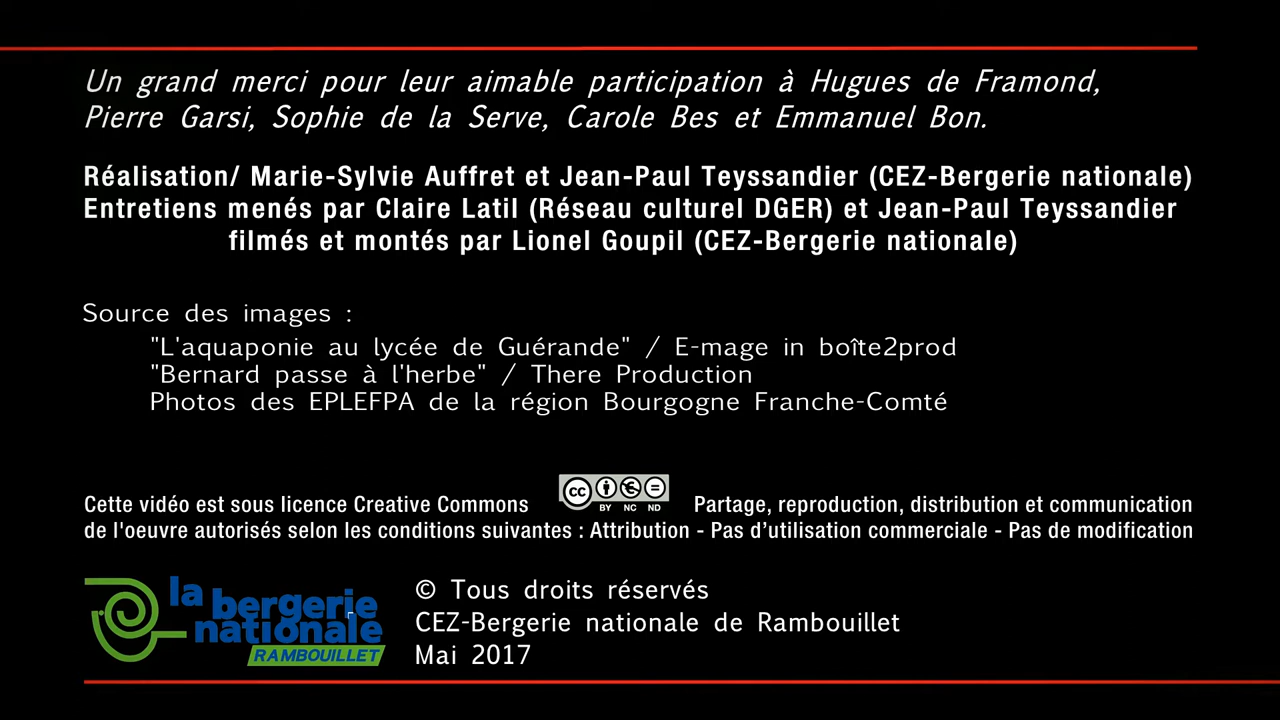 Un grand merci pour leur aimable participation à Hugues de Framond,
Pierre Garsi, Sophie de la Serve, Carole Bes et Emmanuel Bon.
Réalisation/ Marie-Sylvie Auffret et Jean-Paul Teyssandier (CEZ-Bergerie nationale)
Entretiens menés par Claire Latil (Réseau culturel DGER) et Jean-Paul Teyssandier
filmés et montés par Lionel Goupil (CEZ-Bergerie nationale)
Source des images :
"L'aquaponie au lycée de Guérande" / E-mage in boîte2prod
"Bernard passe à l'herbe" / There Production
Photos des EPLEFPA de la région Bourgogne Franche-Comté
Cette vidéo est sous licence Creative Commons cc BY NC ND Partage, reproduction, distribution et communication
de l'oeuvre autorisés selon les conditions suivantes : Attribution - Pas d’utilisation commerciale - Pas de modification
la bergerie
nationale
RAMBOUILLET
© Tous droits réservés
CEZ-Bergerie nationale de Rambouillet
Mai 2017